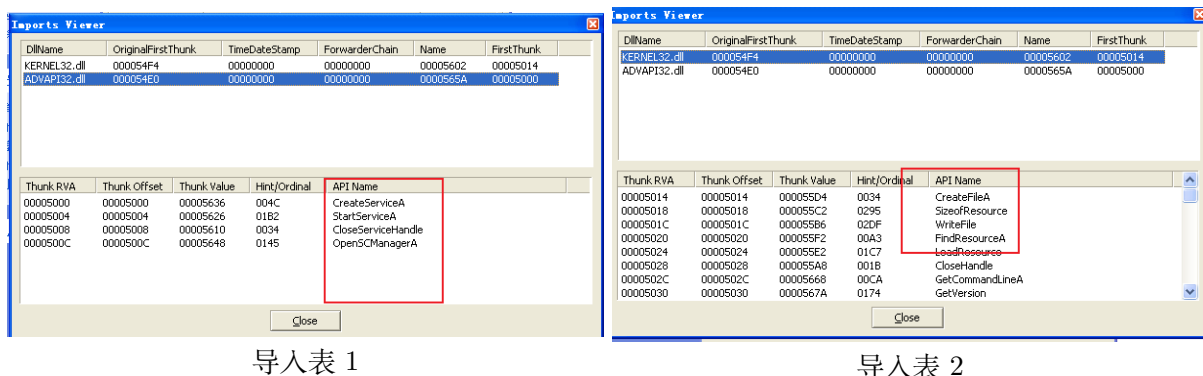 Imports Viewer
DllName OriginalFirstThunk TimeDateStamp ForwarderChain Name FirstThunk
KERNEL32.dll 000054F4 00000000 00000000 00005602 00005014
ADVAPI32.dll 000054E0 00000000 00000000 0000565A 00005000
Thunk RVA Thunk Offset Thunk Value Hint/Ordinal API Name
00005000 00005000 00005636 004C CreateServiceA
00005004 00005004 00005626 01B2 StartServiceA
00005008 00005008 00005610 0034 CloseServiceHandle
0000500C 0000500C 00005648 0145 OpenSCManagerA
Close
导入表 1
Imports Viewer
DllName OriginalFirstThunk TimeDateStamp ForwarderChain Name FirstThunk
KERNEL32.dll 000054F4 00000000 00000000 00005602 00005014
ADVAPI32.dll 000054E0 00000000 00000000 0000565A 00005000
Thunk RVA Thunk Offset Thunk Value Hint/Ordinal API Name
00005014 00005014 000055D4 0034 CreateFileA
00005018 00005018 000055C2 0295 SizeofResource
0000501C 0000501C 000055B6 02DF WriteFile
00005020 00005020 000055F2 00A3 FindResourceA
00005024 00005024 000055E2 01C7 LoadResource
00005028 00005028 000055A8 001B CloseHandle
0000502C 0000502C 00005668 00CA GetCommandLineA
00005030 00005030 0000567A 0174 GetVersion
Close
导入表 2